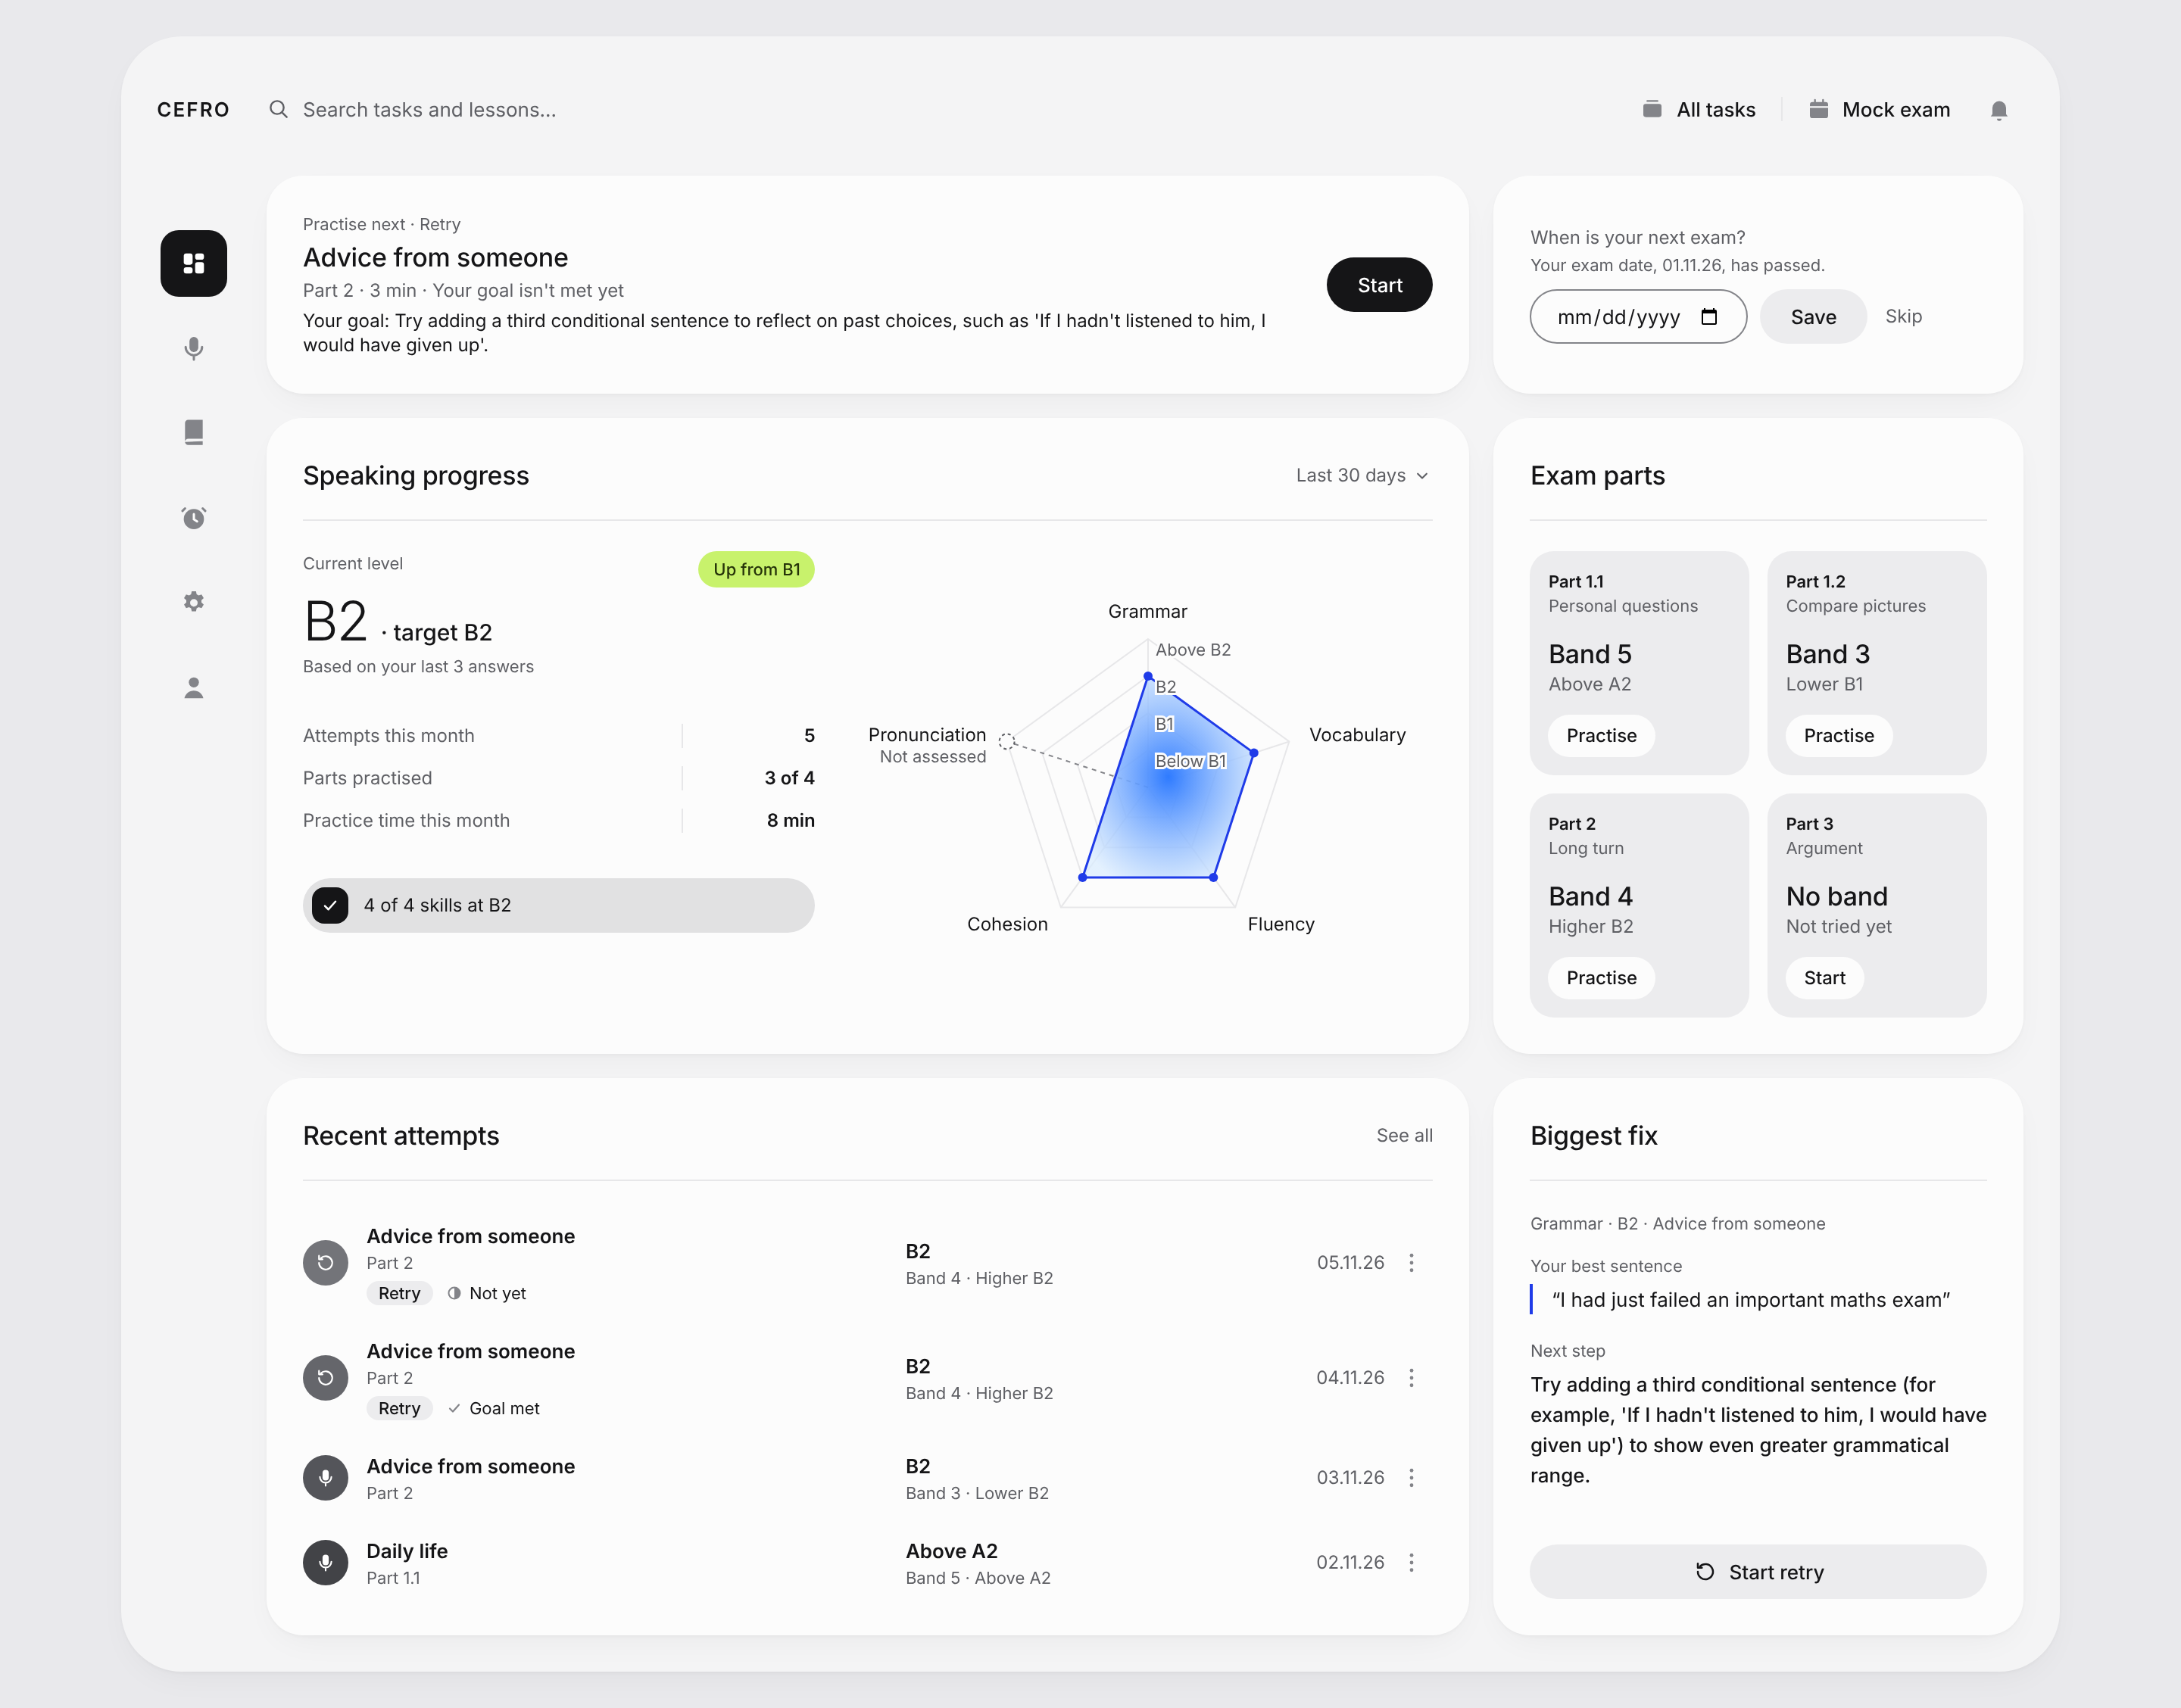 CEFRO
Search tasks and lessons...
All tasks
Mock exam
Practise next · Retry
Advice from someone
Part 2 · 3 min · Your goal isn't met yet
Your goal: Try adding a third conditional sentence to reflect on past choices, such as 'If I hadn't listened to him, I
would have given up'.
Start
When is your next exam?
Your exam date, 01.11.26, has passed.
mm/dd/yyyy
Save
Skip
Speaking progress
Last 30 days
Current level
Up from B1
B2 · target B2
Based on your last 3 answers
Attempts this month 5
Parts practised 3 of 4
Practice time this month 8 min
4 of 4 skills at B2
Grammar
Above B2
B2
B1
Below B1
Pronunciation
Not assessed
Vocabulary
Cohesion
Fluency
Exam parts
Part 1.1
Personal questions
Band 5
Above A2
Practise
Part 1.2
Compare pictures
Band 3
Lower B1
Practise
Part 2
Long turn
Band 4
Higher B2
Practise
Part 3
Argument
No band
Not tried yet
Start
Recent attempts
See all
Advice from someone
Part 2
Retry Not yet
B2
Band 4 · Higher B2
05.11.26
Advice from someone
Part 2
Retry Goal met
B2
Band 4 · Higher B2
04.11.26
Advice from someone
Part 2
B2
Band 3 · Lower B2
03.11.26
Daily life
Part 1.1
Above A2
Band 5 · Above A2
02.11.26
Biggest fix
Grammar · B2 · Advice from someone
Your best sentence
“I had just failed an important maths exam”
Next step
Try adding a third conditional sentence (for
example, 'If I hadn't listened to him, I would have
given up') to show even greater grammatical
range.
Start retry